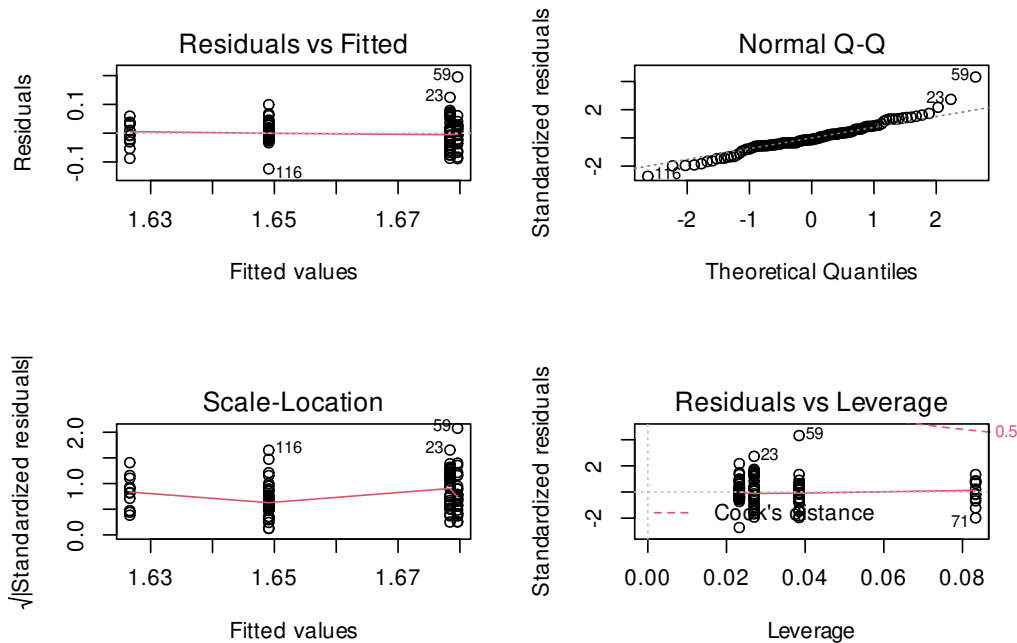 Residuals vs Fitted
Residuals
0.1
-0.1
59
23
116
1.63
1.65
1.67
Fitted values
Normal Q-Q
Standardized residuals
2
-2
59
23
116
-2
-1
0
1
2
Theoretical Quantiles
Scale-Location
√|Standardized residuals|
2.0
1.0
0.0
59
116
23
1.63
1.65
1.67
Fitted values
Residuals vs Leverage
Standardized residuals
2
-2
59
23
0.5
Cook's distance
71
0.00
0.02
0.04
0.06
0.08
Leverage